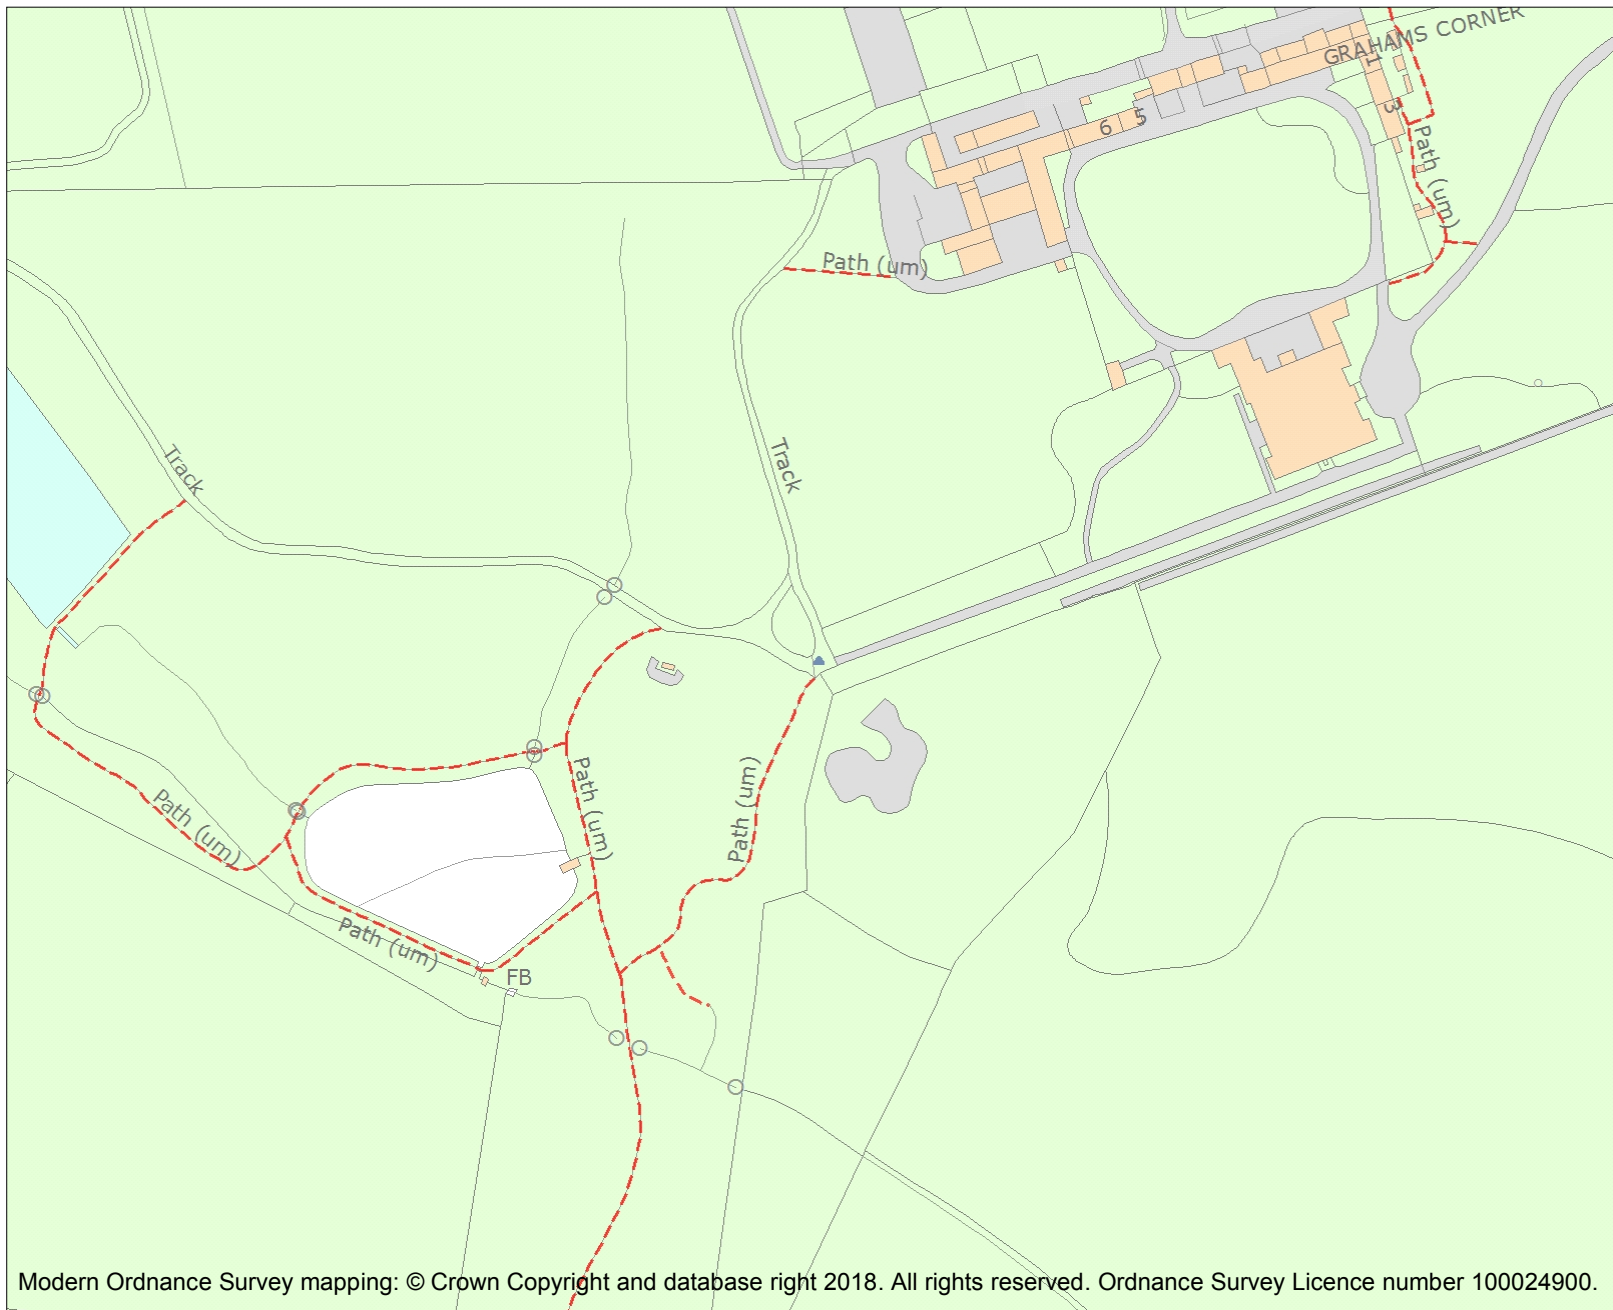 GRAHAMS CORNER
1
3
5
6
Path (um)
Path (um)
Track
Track
Path (um)
Path (um)
Path (um)
Path (um)
FB
Modern Ordnance Survey mapping: © Crown Copyright and database right 2018. All rights reserved. Ordnance Survey Licence number 100024900.